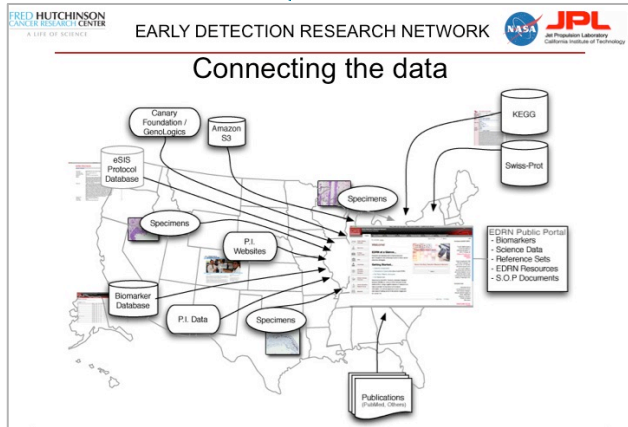 FRED HUTCHINSON
CANCER RESEARCH CENTER
A LIFE OF SCIENCE
EARLY DETECTION RESEARCH NETWORK
NASA
JPL
Jet Propulsion Laboratory
California Institute of Technology
Connecting the data
Canary
Foundation /
GenoLogics
Amazon
S3
KEGG
eSIS
Protocol
Database
Swiss-Prot
Specimens
Specimens
P.I.
Websites
EDRN Public Portal
- Biomarkers
- Science Data
- Reference Sets
- EDRN Resources
- S.O.P Documents
Biomarker
Database
P.I. Data
Specimens
Publications
(PubMed, Others)